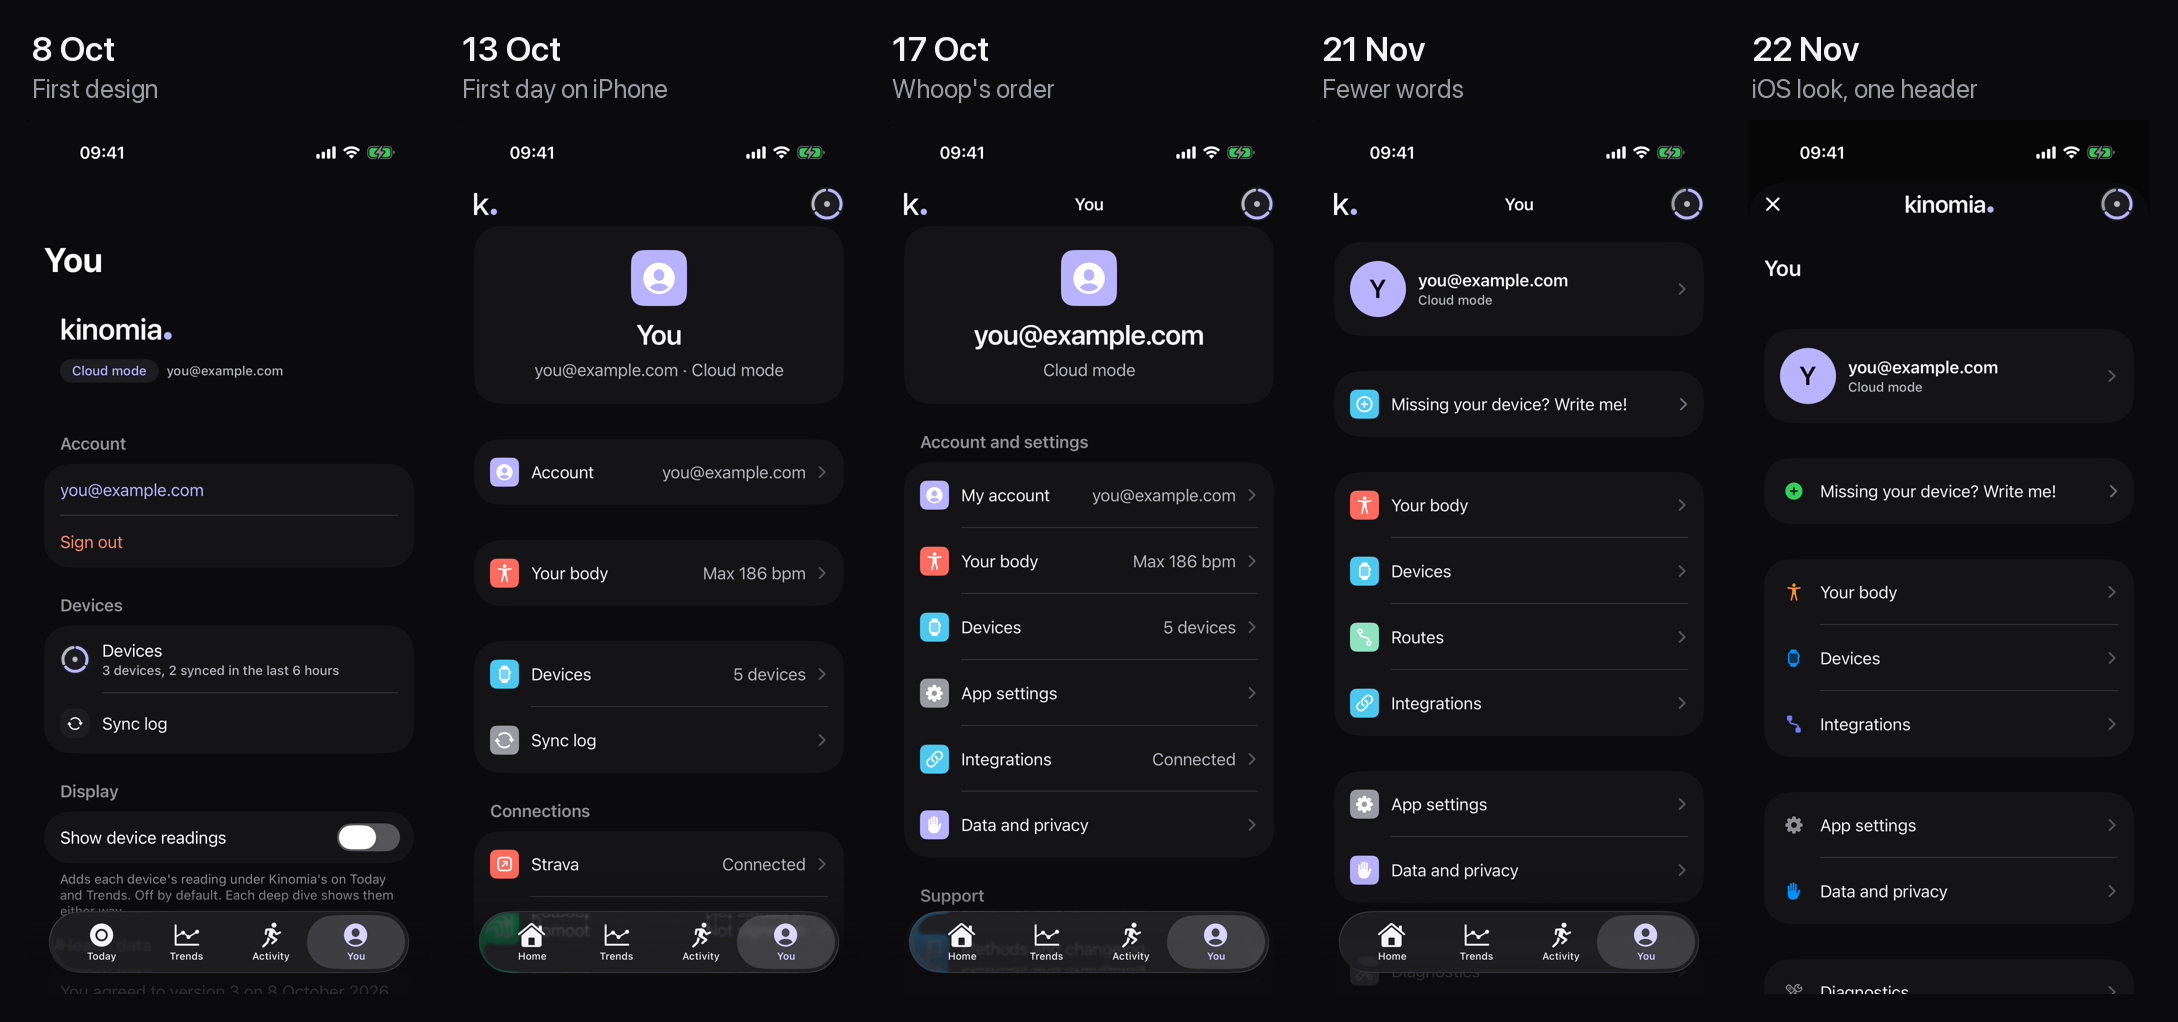 8 Oct
First design
09:41
You
kinomia.
Cloud mode you@example.com
Account
you@example.com
Sign out
Devices
Devices
3 devices, 2 synced in the last 6 hours
Sync log
Display
Show device readings
Adds each device's reading under Kinomia's on Today
and Trends. Off by default. Each deep dive shows them
either way.
Today Trends Activity You
You agreed to version 3 on 8 October 2026
13 Oct
First day on iPhone
09:41
k.
You
you@example.com · Cloud mode
Account you@example.com
Your body Max 186 bpm
Devices 5 devices
Sync log
Connections
Strava Connected
Home Trends Activity You
17 Oct
Whoop's order
09:41
k. You
you@example.com
Cloud mode
Account and settings
My account you@example.com
Your body Max 186 bpm
Devices 5 devices
App settings
Integrations Connected
Data and privacy
Support
Home Trends Activity You
21 Nov
Fewer words
09:41
k. You
Y
you@example.com
Cloud mode
Missing your device? Write me!
Your body
Devices
Routes
Integrations
App settings
Data and privacy
Home Trends Activity You
Diagnostics
22 Nov
iOS look, one header
09:41
kinomia.
You
Y
you@example.com
Cloud mode
Missing your device? Write me!
Your body
Devices
Integrations
App settings
Data and privacy
Diagnostics